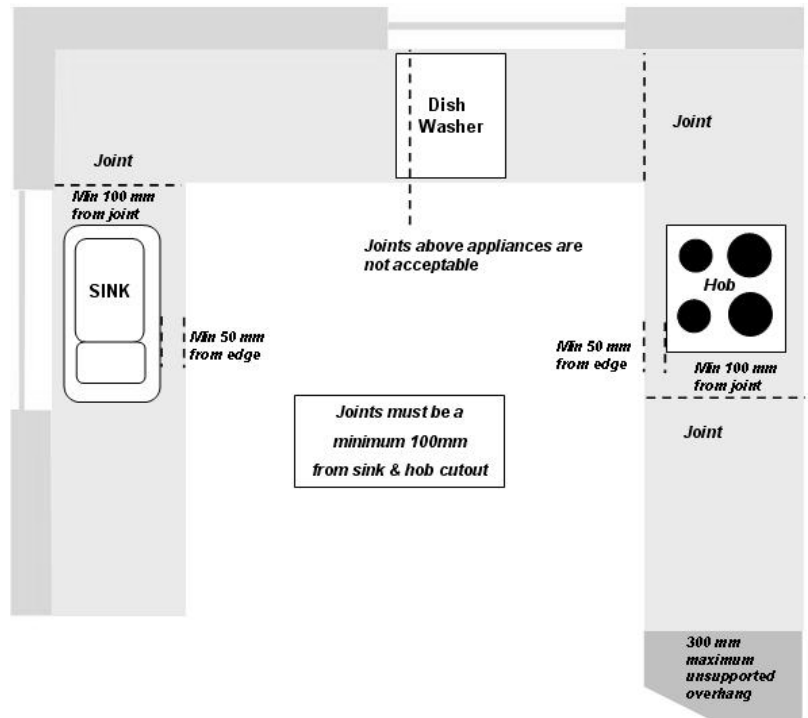 Dish
Washer
Joint
Joint
Min 100 mm
from joint
Joints above appliances are
not acceptable
SINK
Hob
Min 50 mm
from edge
Min 50 mm
from edge
Min 100 mm
from joint
Joints must be a
minimum 100mm
from sink & hob cutout
Joint
300 mm
maximum
unsupported
overhang